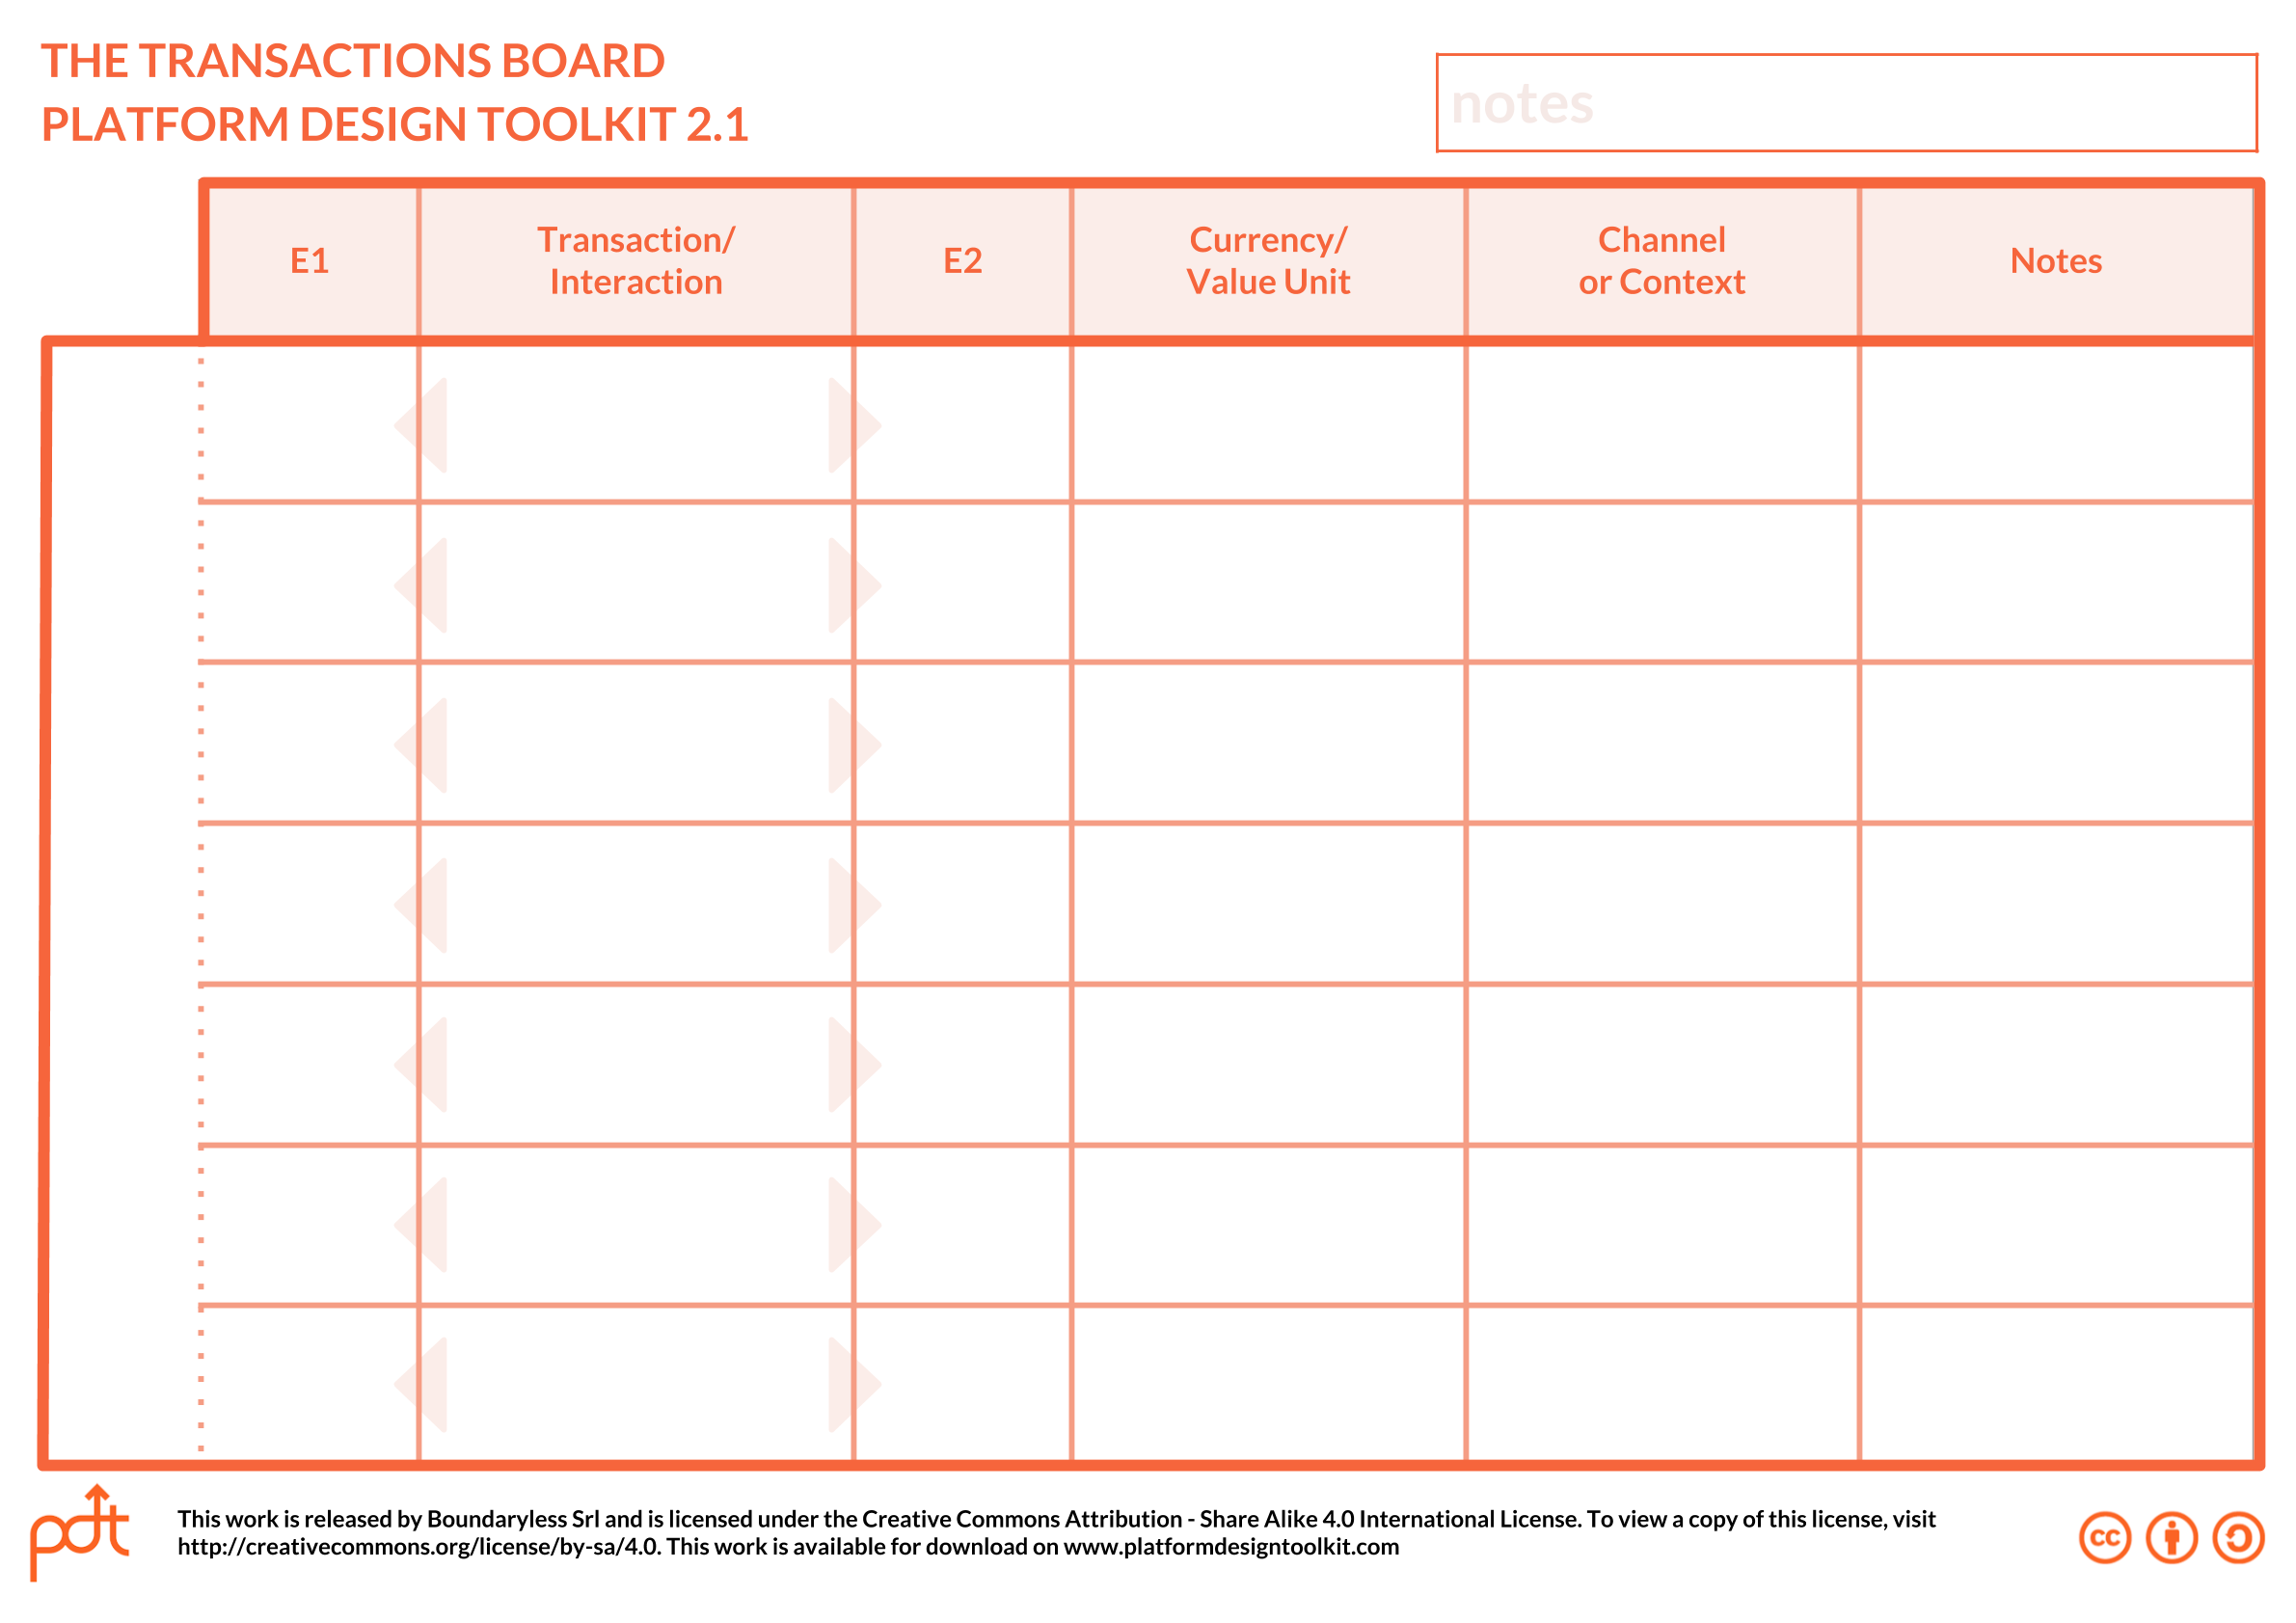 THE TRANSACTIONS BOARD
PLATFORM DESIGN TOOLKIT 2.1
notes
E1
Transaction/
Interaction
E2
Currency/
Value Unit
Channel
or Context
Notes
pdt
This work is released by Boundaryless Srl and is licensed under the Creative Commons Attribution - Share Alike 4.0 International License. To view a copy of this license, visit
http://creativecommons.org/license/by-sa/4.0. This work is available for download on www.platformdesigntoolkit.com
cc